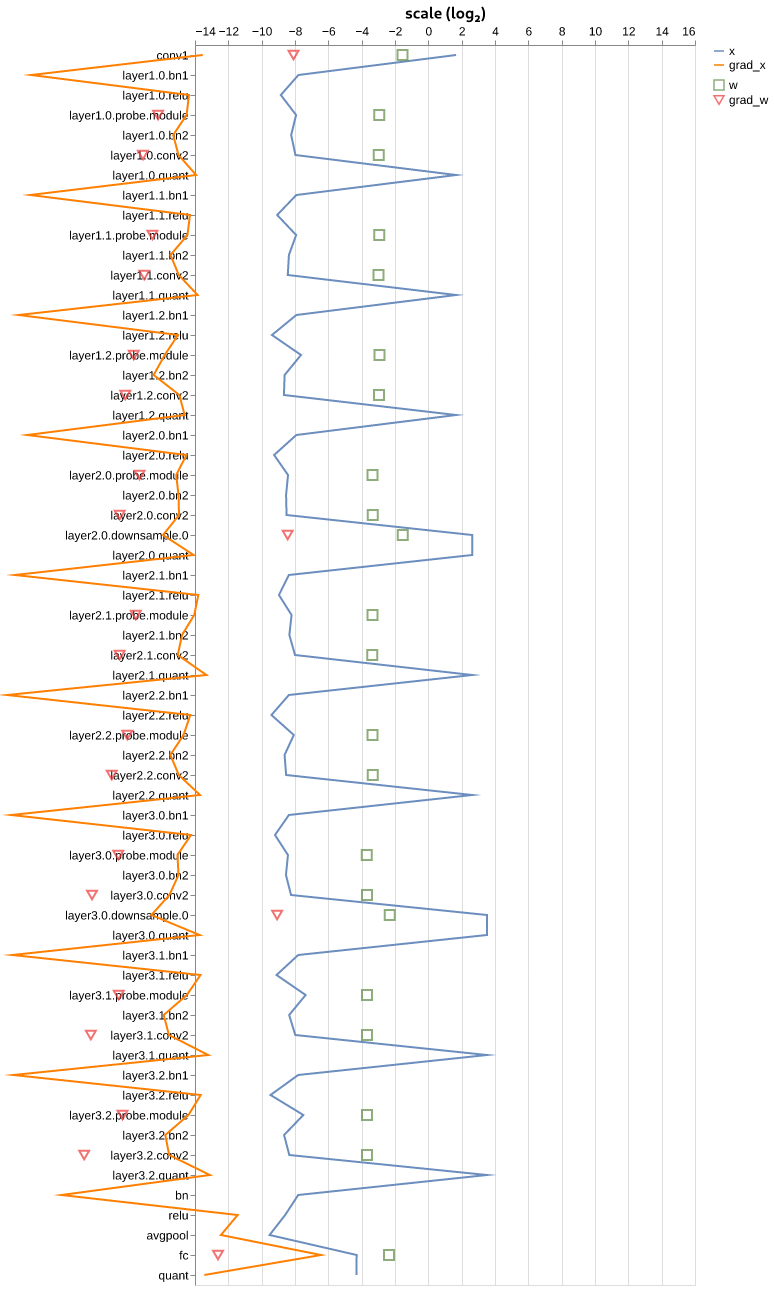 scale (log₂)
−14 −12 −10 −8 −6 −4 −2 0 2 4 6 8 10 12 14 16
x
grad_x
w
grad_w
conv1
layer1.0.bn1
layer1.0.relu
layer1.0.probe.module
layer1.0.bn2
layer1.0.conv2
layer1.0.quant
layer1.1.bn1
layer1.1.relu
layer1.1.probe.module
layer1.1.bn2
layer1.1.conv2
layer1.1.quant
layer1.2.bn1
layer1.2.relu
layer1.2.probe.module
layer1.2.bn2
layer1.2.conv2
layer1.2.quant
layer2.0.bn1
layer2.0.relu
layer2.0.probe.module
layer2.0.bn2
layer2.0.conv2
layer2.0.downsample.0
layer2.0.quant
layer2.1.bn1
layer2.1.relu
layer2.1.probe.module
layer2.1.bn2
layer2.1.conv2
layer2.1.quant
layer2.2.bn1
layer2.2.relu
layer2.2.probe.module
layer2.2.bn2
layer2.2.conv2
layer2.2.quant
layer3.0.bn1
layer3.0.relu
layer3.0.probe.module
layer3.0.bn2
layer3.0.conv2
layer3.0.downsample.0
layer3.0.quant
layer3.1.bn1
layer3.1.relu
layer3.1.probe.module
layer3.1.bn2
layer3.1.conv2
layer3.1.quant
layer3.2.bn1
layer3.2.relu
layer3.2.probe.module
layer3.2.bn2
layer3.2.conv2
layer3.2.quant
bn
relu
avgpool
fc
quant